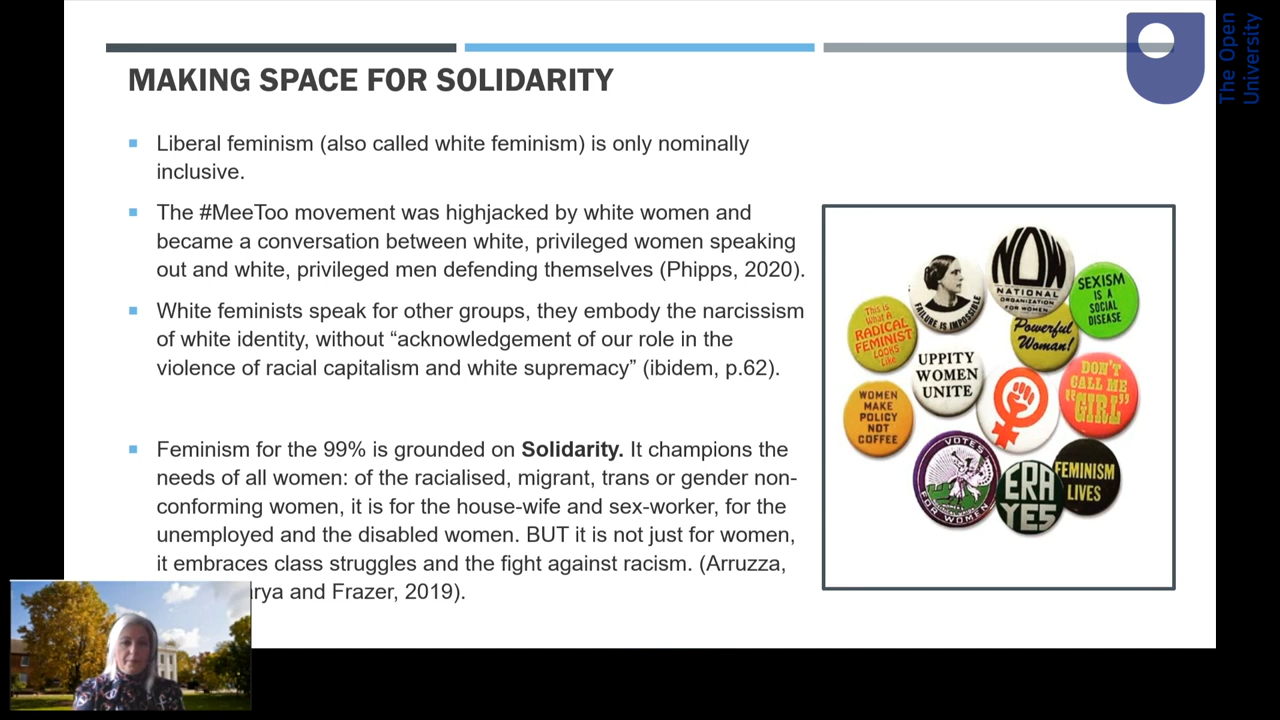 MAKING SPACE FOR SOLIDARITY
The Open
University
Liberal feminism (also called white feminism) is only nominally
inclusive.
The #MeeToo movement was highjacked by white women and
became a conversation between white, privileged women speaking
out and white, privileged men defending themselves (Phipps, 2020).
White feminists speak for other groups, they embody the narcissism
of white identity, without “acknowledgement of our role in the
violence of racial capitalism and white supremacy” (ibidem, p.62).
Feminism for the 99% is grounded on Solidarity. It champions the
needs of all women: of the racialised, migrant, trans or gender non-
conforming women, it is for the house-wife and sex-worker, for the
unemployed and the disabled women. BUT it is not just for women,
it embraces class struggles and the fight against racism. (Arruzza,
and Frazer, 2019).
FAILURE IS IMPOSSIBLE
NOW
NATIONAL
ORGANIZATION
FOR WOMEN
SEXISM
IS A
SOCIAL
DISEASE
This is
What A
RADICAL
FEMINIST
LOOKS
Like
Powerful
Woman!
UPPITY
WOMEN
UNITE
DON'T
CALL ME
"GIRL"
WOMEN
MAKE
POLICY
NOT
COFFEE
VOTES
FOR WOMEN
ERA
YES
FEMINISM
LIVES